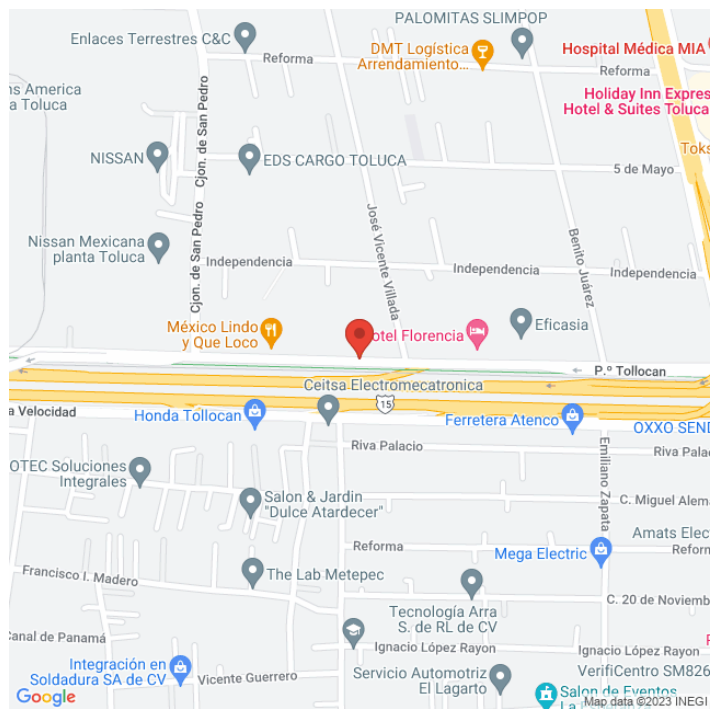 PALOMITAS SLIMPOP
Enlaces Terrestres C&C
Reforma
DMT Logística
Arrendamiento...
Hospital Médica MIA
Reforma
ns America
a Toluca
Holiday Inn Expres
Hotel & Suites Toluca
Cjon. de San Pedro
NISSAN
EDS CARGO TOLUCA
Toks
5 de Mayo
José Vicente Villada
Benito Juárez
Nissan Mexicana
planta Toluca
Independencia
Independencia
Independencia
Cjon. de San Pedro
México Lindo
y Que Loco
otel Florencia
Eficasia
P.º Tollocan
Ceitsa Electromecatronica
15
a Velocidad
Honda Tollocan
Ferretera Atenco
OXXO SEND
Riva Palacio
Riva Palac
Emiliano Zapata
OTEC Soluciones
Integrales
Salon & Jardin
"Dulce Atardecer"
C. Miguel Alema
Amats Elect
Reforma
Mega Electric
Reforn
Francisco I. Madero
The Lab Metepec
Tecnología Arra
S. de RL de CV
C. 20 de Noviemb
Canal de Panamá
Ignacio López Rayon
Ignacio López Rayon
Integración en
Soldadura SA de CV
Vicente Guerrero
Servicio Automotriz
El Lagarto
VerifiCentro SM826
Salon de Eventos
Google
Map data ©2023 INEGI